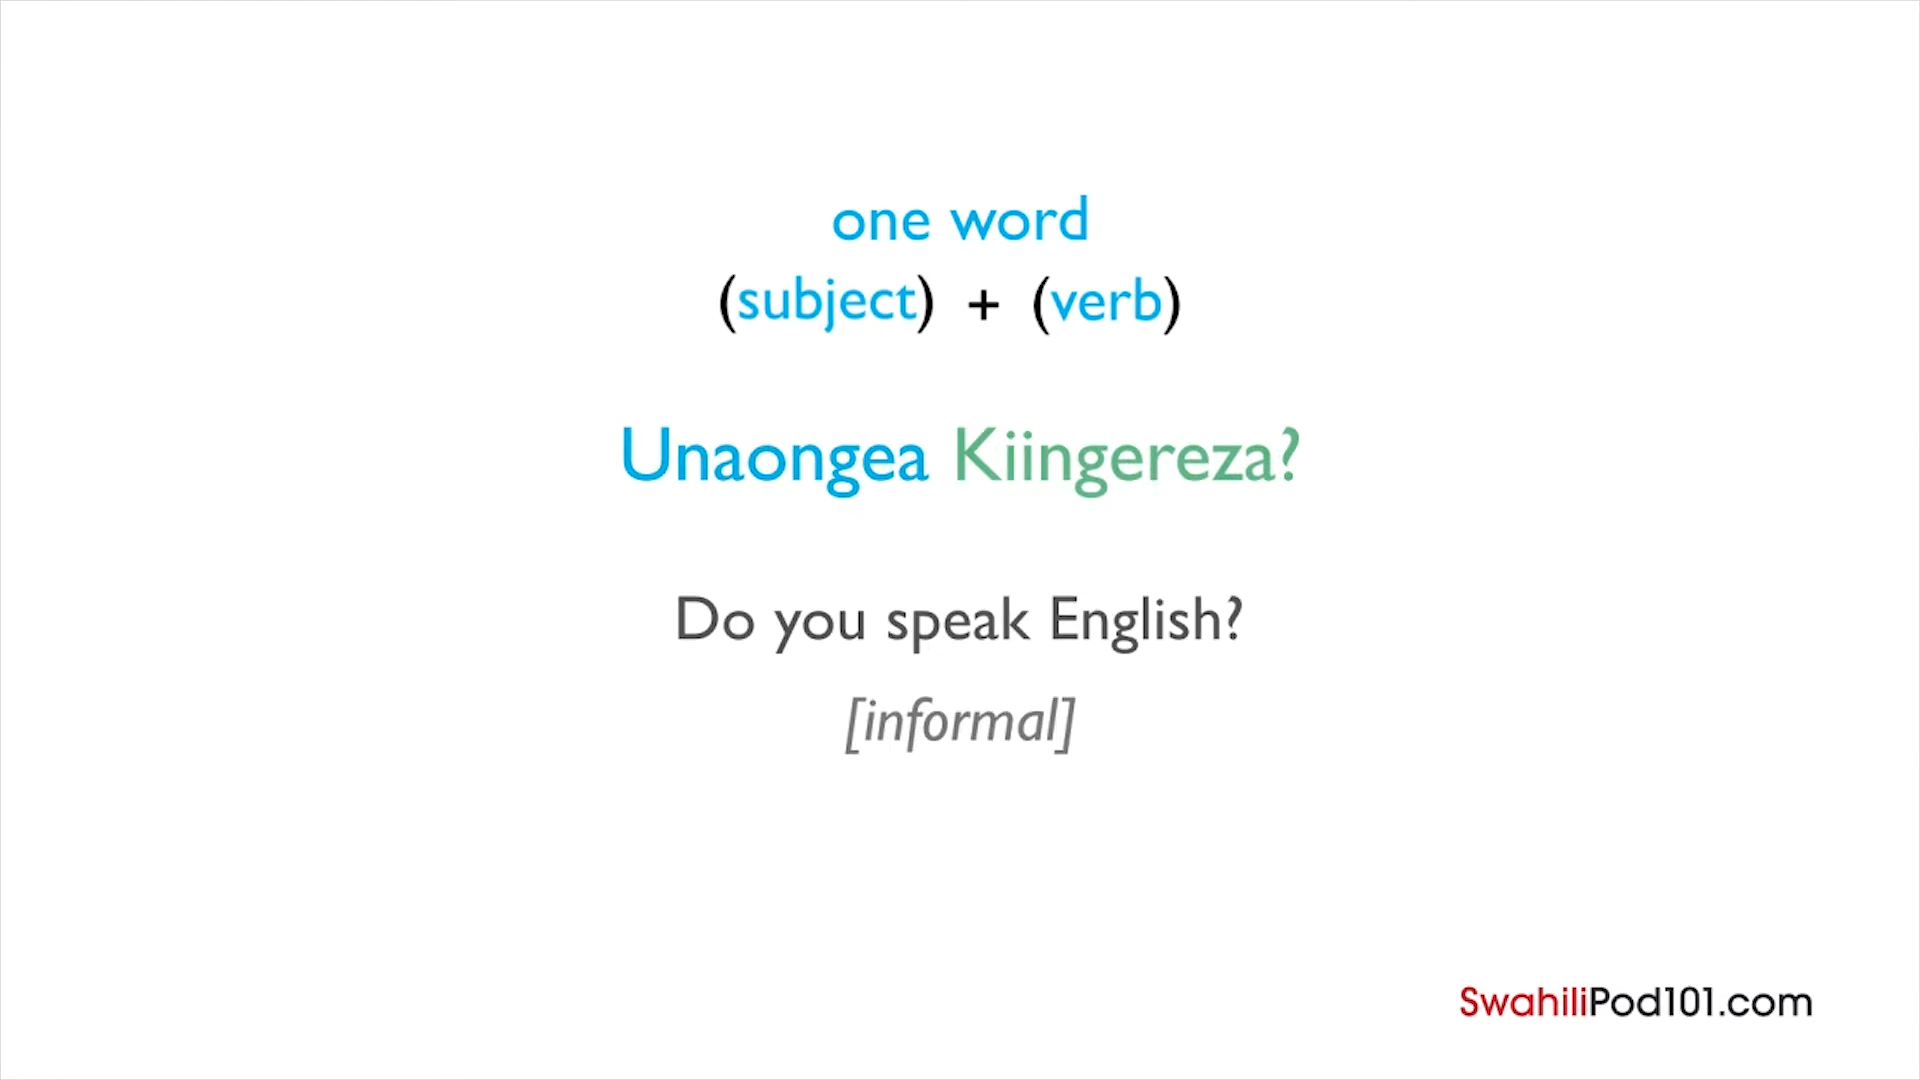 one word
(subject) + (verb)
Unaongea Kiingereza?
Do you speak English?
[informal]
SwahiliPod101.com